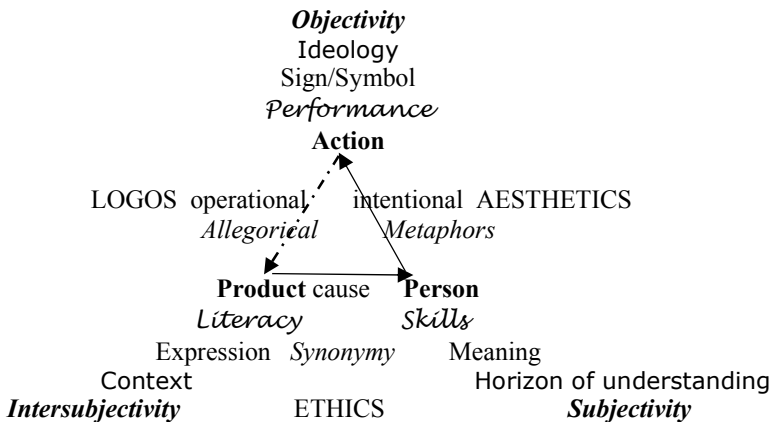 Objectivity
Ideology
Sign/Symbol
Performance
Action
LOGOS operational intentional AESTHETICS
Allegorical Metaphors
Product cause Person
Literacy Skills
Expression Synonymy Meaning
Context Horizon of understanding
Intersubjectivity ETHICS Subjectivity